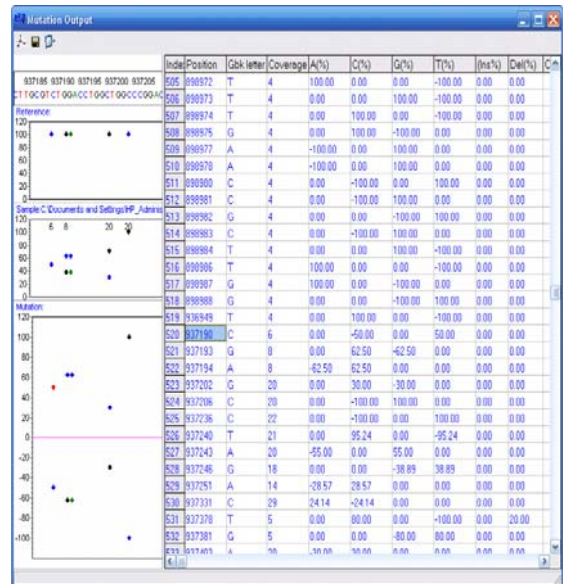 Mutation Output
937185 937190 937195 937200 937205
CTTGCGTCTGGACCTGGCTGGCCCGGAC
Reference:
120
100
80
60
40
20
0
Sample:C:\Documents and Settings\HP_Adminis
120
6 8 20 20
100
80
60
40
20
0
Mutation:
120
100
80
60
40
20
0
-20
-40
-60
-80
-100
Inde Position Gbk letter Coverage A(%) C(%) G(%) T(%) (Ins%) Del(%) C
505 898972 T 4 100.00 0.00 0.00 -100.00 0.00 0.00
506 898973 T 4 0.00 0.00 100.00 -100.00 0.00 0.00
507 898974 T 4 0.00 100.00 0.00 -100.00 0.00 0.00
508 898975 G 4 0.00 100.00 -100.00 0.00 0.00 0.00
509 898977 A 4 -100.00 0.00 100.00 0.00 0.00 0.00
510 898978 A 4 -100.00 0.00 100.00 0.00 0.00 0.00
511 898980 C 4 0.00 -100.00 0.00 100.00 0.00 0.00
512 898981 C 4 0.00 -100.00 100.00 0.00 0.00 0.00
513 898982 G 4 0.00 0.00 -100.00 100.00 0.00 0.00
514 898983 C 4 0.00 -100.00 100.00 0.00 0.00 0.00
515 898984 T 4 0.00 0.00 100.00 -100.00 0.00 0.00
516 898986 T 4 100.00 0.00 0.00 -100.00 0.00 0.00
517 898987 G 4 100.00 0.00 -100.00 0.00 0.00 0.00
518 898988 G 4 0.00 0.00 -100.00 100.00 0.00 0.00
519 936949 T 4 0.00 100.00 0.00 -100.00 0.00 0.00
520 937190 C 6 0.00 -50.00 0.00 50.00 0.00 0.00
521 937193 G 8 0.00 62.50 -62.50 0.00 0.00 0.00
522 937194 A 8 -62.50 62.50 0.00 0.00 0.00 0.00
523 937202 G 20 0.00 30.00 -30.00 0.00 0.00 0.00
524 937206 C 20 0.00 -100.00 100.00 0.00 0.00 0.00
525 937236 C 22 0.00 -100.00 0.00 100.00 0.00 0.00
526 937240 T 21 0.00 95.24 0.00 -95.24 0.00 0.00
527 937243 A 20 -55.00 0.00 55.00 0.00 0.00 0.00
528 937246 G 18 0.00 0.00 -38.89 38.89 0.00 0.00
529 937251 A 14 -28.57 28.57 0.00 0.00 0.00 0.00
530 937331 C 29 24.14 -24.14 0.00 0.00 0.00 0.00
531 937378 T 5 0.00 80.00 0.00 -100.00 0.00 20.00
532 937381 G 5 0.00 0.00 -80.00 80.00 0.00 0.00
533 937403 A 20 -30.00 30.00 0.00 0.00 0.00 0.00